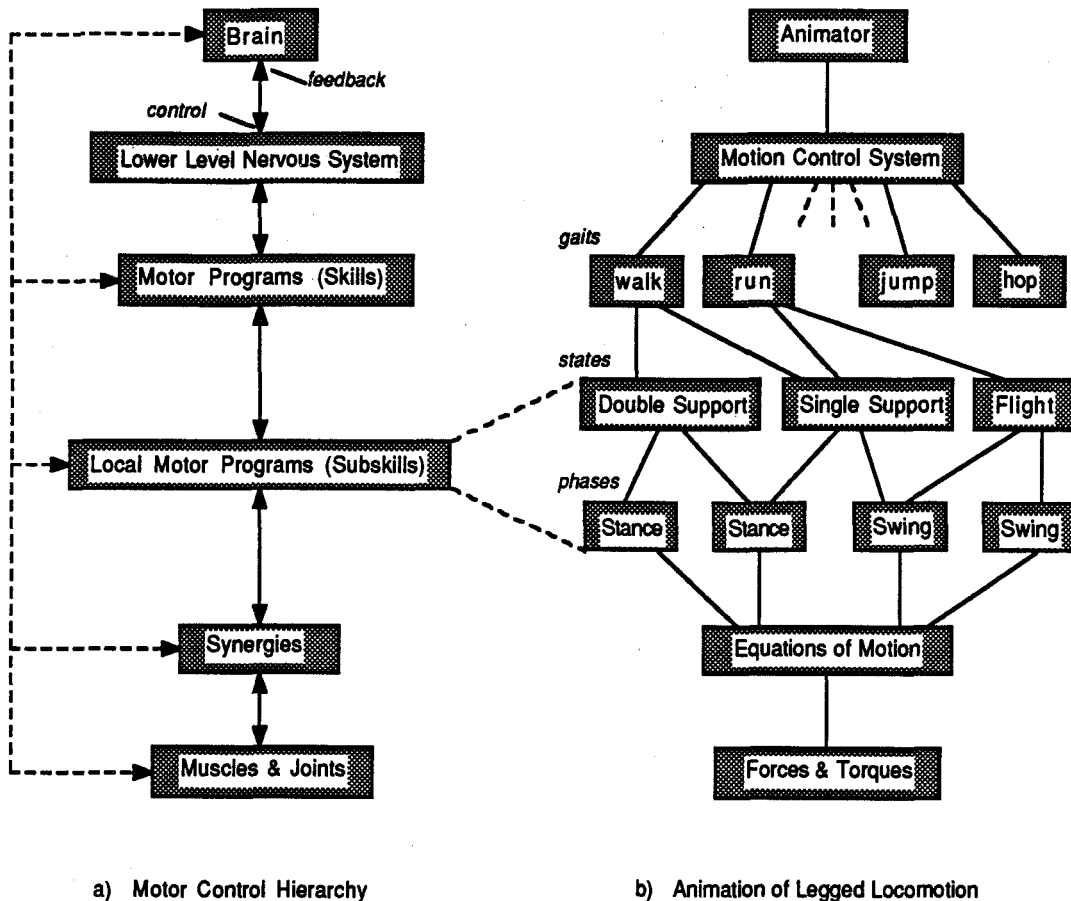 Brain
feedback
control
Lower Level Nervous System
Motor Programs (Skills)
Local Motor Programs (Subskills)
Synergies
Muscles & Joints
a) Motor Control Hierarchy
Animator
Motion Control System
gaits
walk run jump hop
states
Double Support Single Support Flight
phases
Stance Stance Swing Swing
Equations of Motion
Forces & Torques
b) Animation of Legged Locomotion